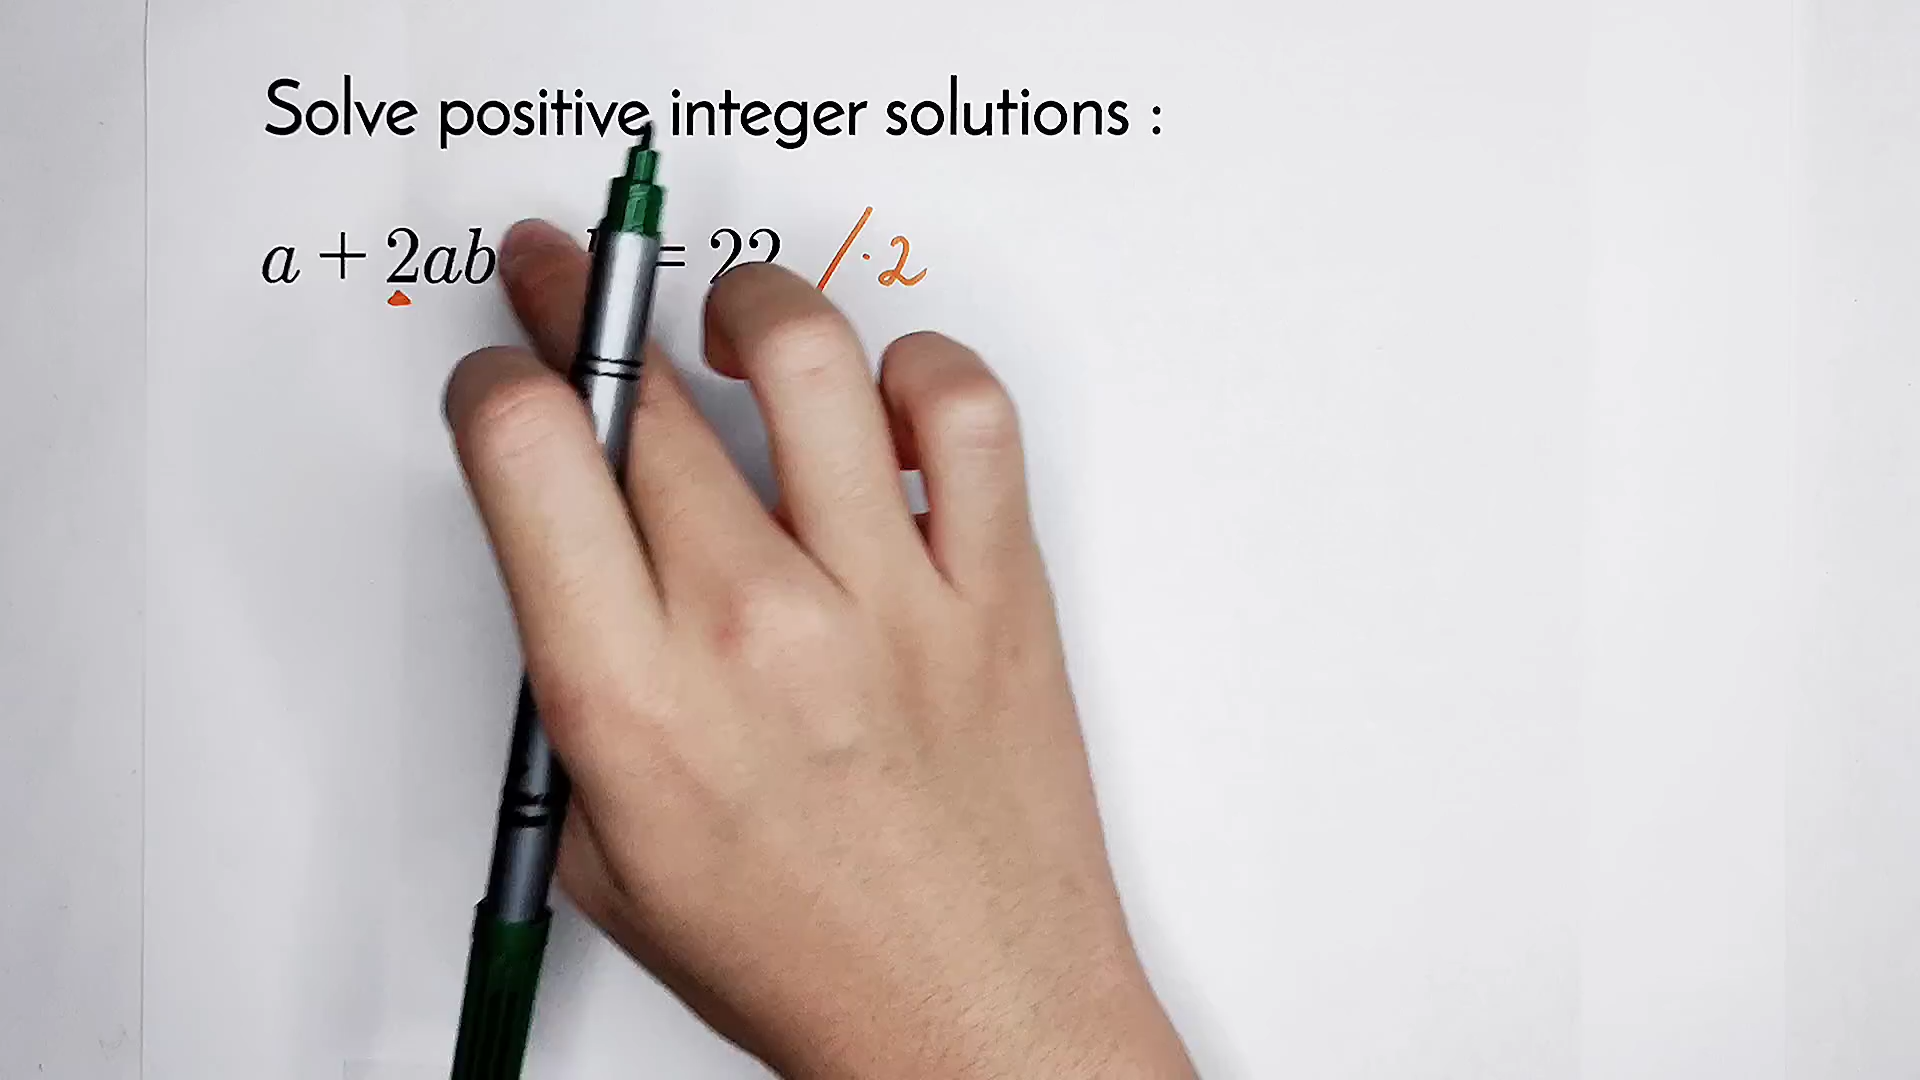 Solve positive integer solutions :
a + 2ab = 22 / · 2